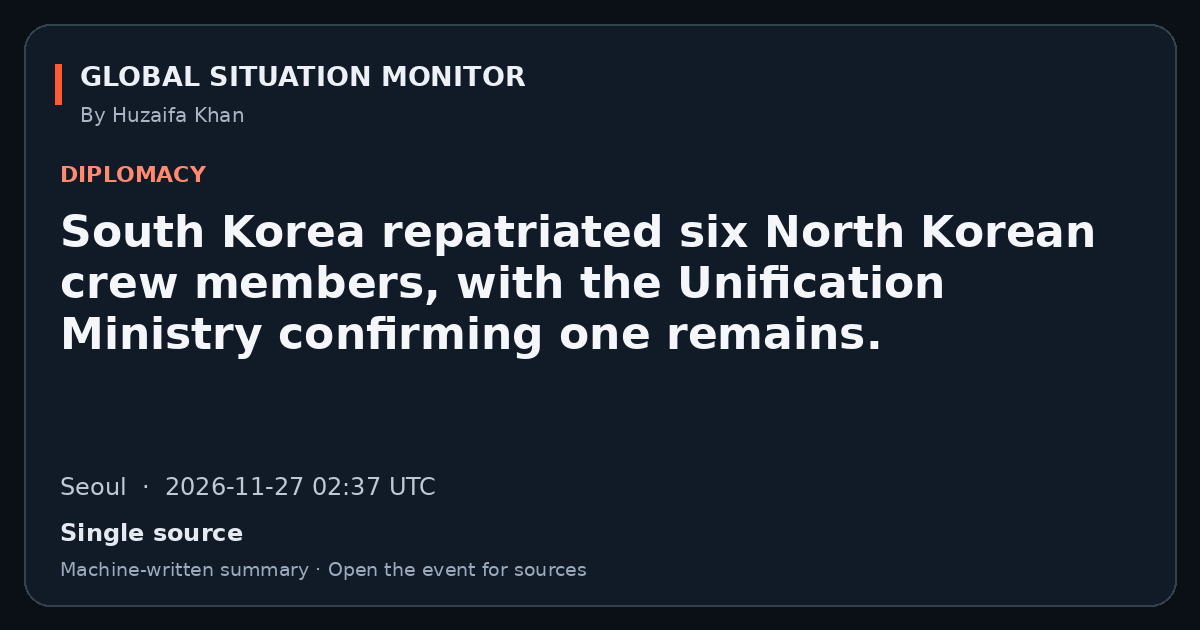 GLOBAL SITUATION MONITOR
By Huzaifa Khan
DIPLOMACY
South Korea repatriated six North Korean
crew members, with the Unification
Ministry confirming one remains.
Seoul · 2026-11-27 02:37 UTC
Single source
Machine-written summary · Open the event for sources